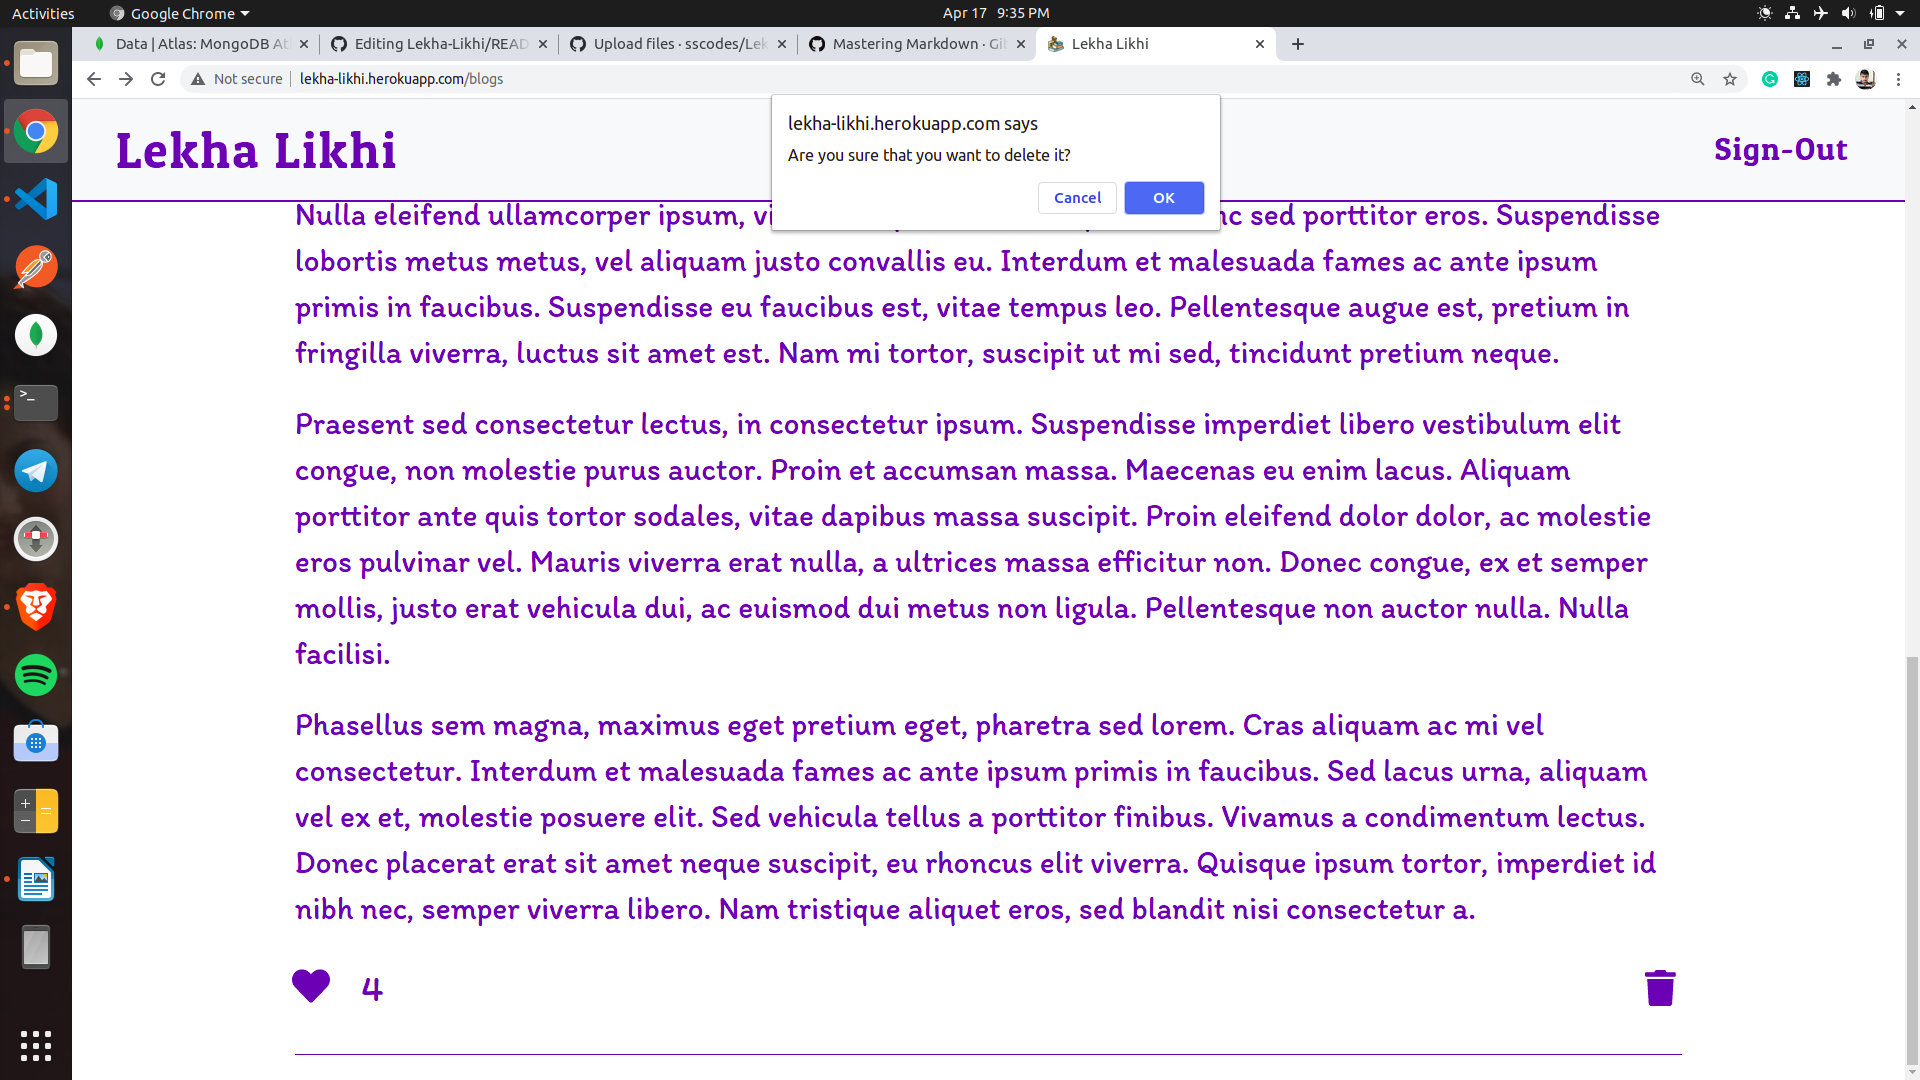 Activities
Google Chrome
Apr 17 9:35 PM
Data | Atlas: MongoDB At
Editing Lekha-Likhi/READ
Upload files · sscodes/Lek
Mastering Markdown · Git
Lekha Likhi
Not secure
lekha-likhi.herokuapp.com/blogs
lekha-likhi.herokuapp.com says
Are you sure that you want to delete it?
Cancel
OK
Lekha Likhi
Sign-Out
Nulla eleifend ullamcorper ipsum, sed porttitor eros. Suspendisse
lobortis metus metus, vel aliquam justo convallis eu. Interdum et malesuada fames ac ante ipsum
primis in faucibus. Suspendisse eu faucibus est, vitae tempus leo. Pellentesque augue est, pretium in
fringilla viverra, luctus sit amet est. Nam mi tortor, suscipit ut mi sed, tincidunt pretium neque.
Praesent sed consectetur lectus, in consectetur ipsum. Suspendisse imperdiet libero vestibulum elit
congue, non molestie purus auctor. Proin et accumsan massa. Maecenas eu enim lacus. Aliquam
porttitor ante quis tortor sodales, vitae dapibus massa suscipit. Proin eleifend dolor dolor, ac molestie
eros pulvinar vel. Mauris viverra erat nulla, a ultrices massa efficitur non. Donec congue, ex et semper
mollis, justo erat vehicula dui, ac euismod dui metus non ligula. Pellentesque non auctor nulla. Nulla
facilisi.
Phasellus sem magna, maximus eget pretium eget, pharetra sed lorem. Cras aliquam ac mi vel
consectetur. Interdum et malesuada fames ac ante ipsum primis in faucibus. Sed lacus urna, aliquam
vel ex et, molestie posuere elit. Sed vehicula tellus a porttitor finibus. Vivamus a condimentum lectus.
Donec placerat erat sit amet neque suscipit, eu rhoncus elit viverra. Quisque ipsum tortor, imperdiet id
nibh nec, semper viverra libero. Nam tristique aliquet eros, sed blandit nisi consectetur a.
4